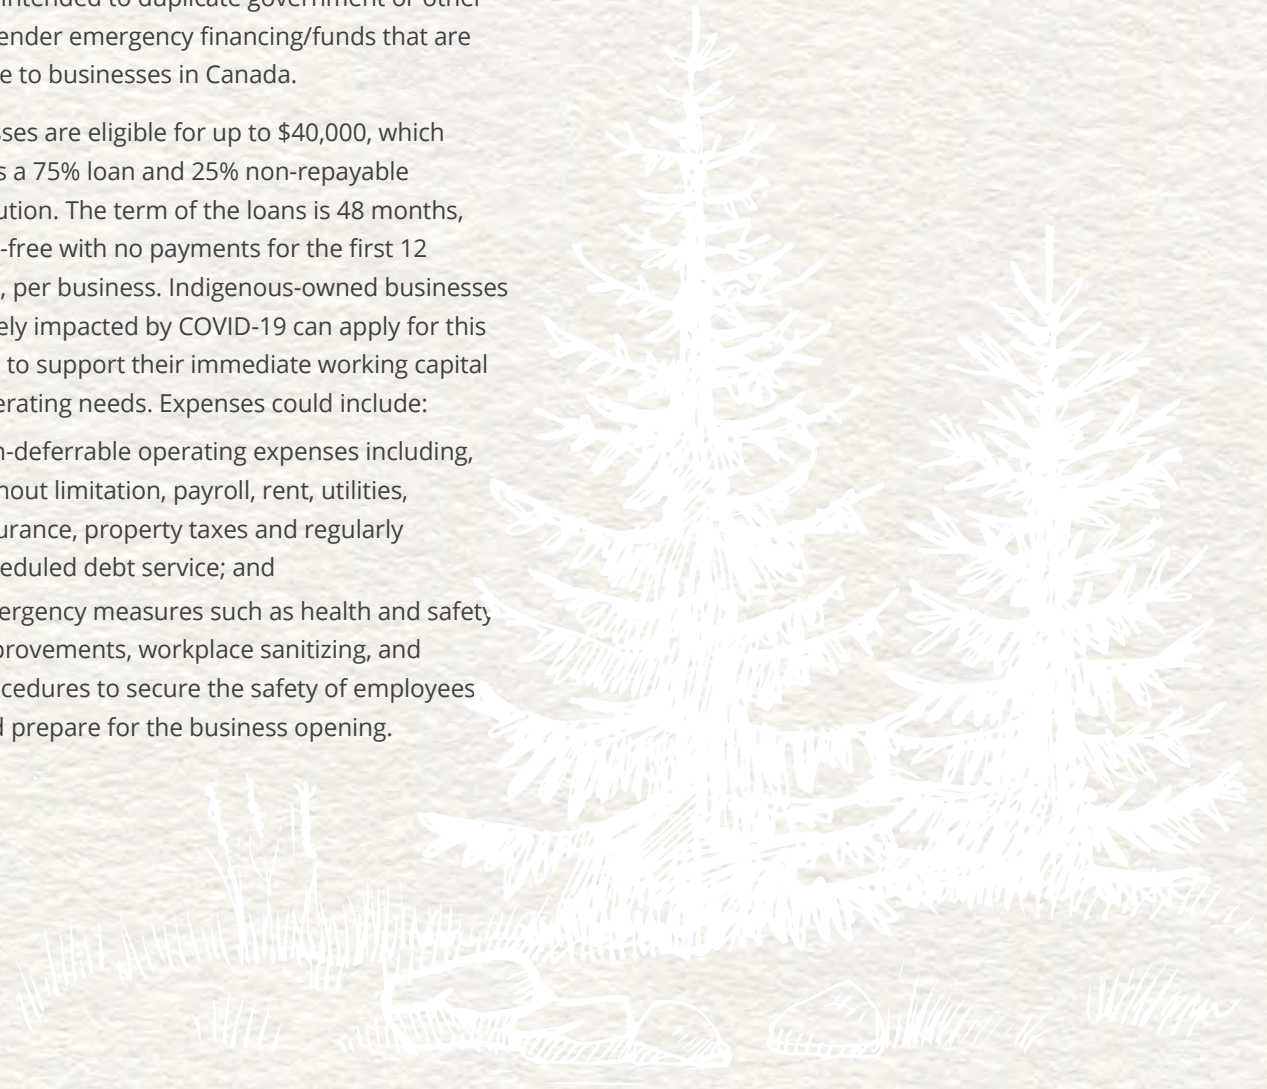 intended to duplicate government or other
ender emergency financing/funds that are
e to businesses in Canada.
sses are eligible for up to $40,000, which
s a 75% loan and 25% non-repayable
ution. The term of the loans is 48 months,
-free with no payments for the first 12
, per business. Indigenous-owned businesses
ely impacted by COVID-19 can apply for this
to support their immediate working capital
erating needs. Expenses could include:
n-deferrable operating expenses including,
hout limitation, payroll, rent, utilities,
urance, property taxes and regularly
eduled debt service; and
ergency measures such as health and safety
provements, workplace sanitizing, and
cedures to secure the safety of employees
d prepare for the business opening.